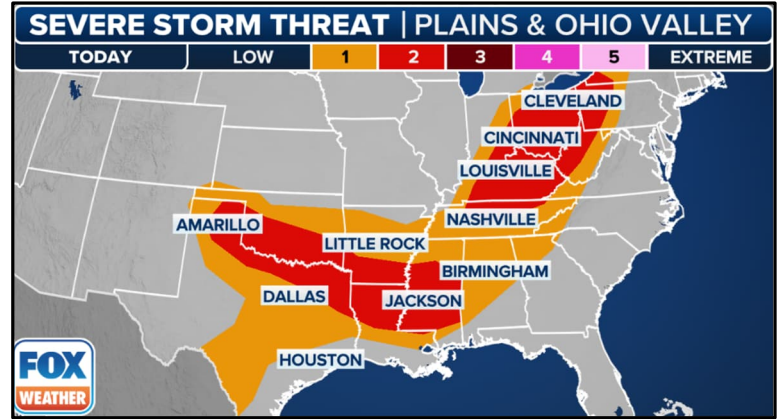 SEVERE STORM THREAT | PLAINS & OHIO VALLEY
TODAY LOW 1 2 3 4 5 EXTREME
CLEVELAND
CINCINNATI
LOUISVILLE
NASHVILLE
AMARILLO
LITTLE ROCK
BIRMINGHAM
DALLAS
JACKSON
HOUSTON
FOX
WEATHER